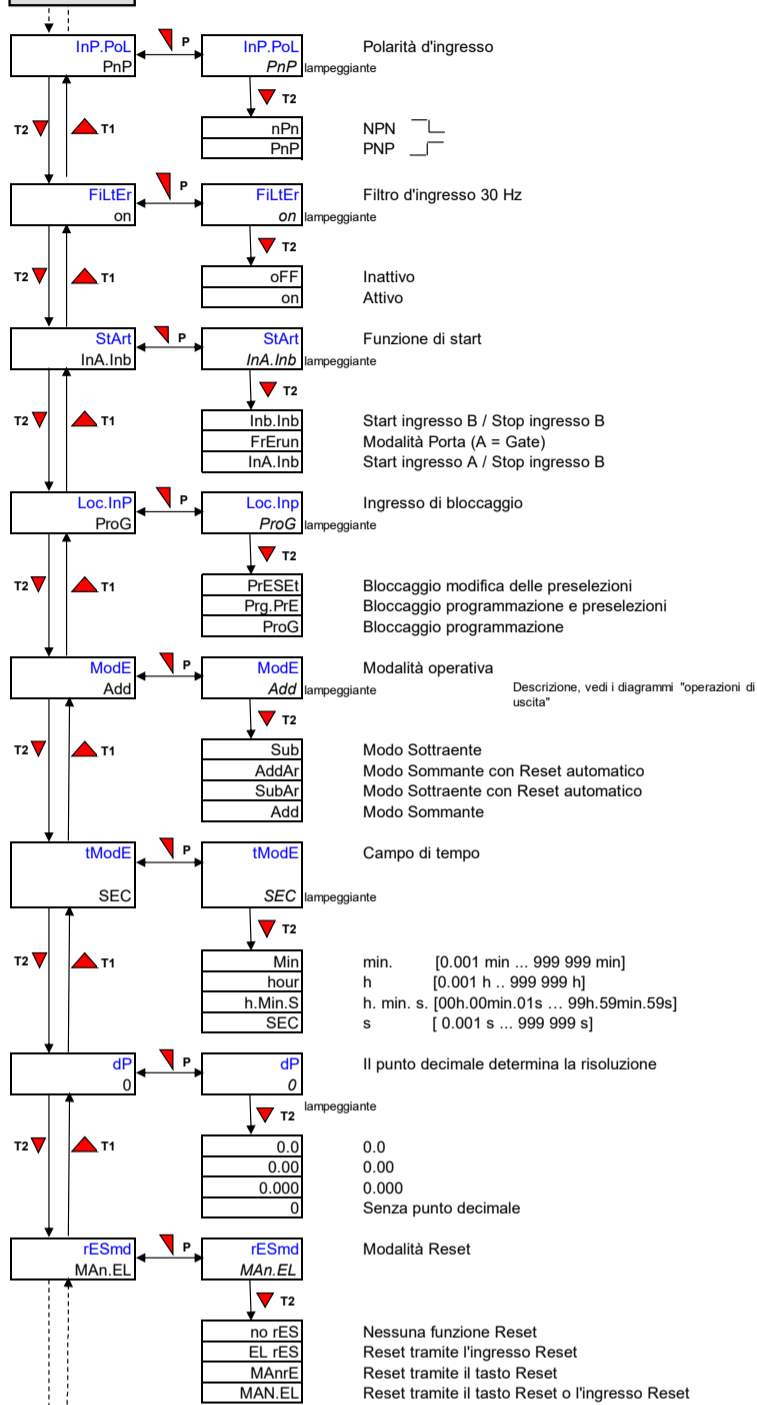 InP.PoL P InP.PoL Polarità d'ingresso
PnP PnP lampeggiante
T2
T2 T1 nPn NPN
PnP PNP
FiLtEr P FiLtEr Filtro d'ingresso 30 Hz
on on lampeggiante
T2
T2 T1 oFF Inattivo
on Attivo
StArt P StArt Funzione di start
InA.Inb InA.Inb lampeggiante
T2
T2 T1 Inb.Inb Start ingresso B / Stop ingresso B
FrErun Modalità Porta (A = Gate)
InA.Inb Start ingresso A / Stop ingresso B
Loc.InP P Loc.Inp Ingresso di bloccaggio
ProG ProG lampeggiante
T2
T2 T1 PrESEt Bloccaggio modifica delle preselezioni
Prg.PrE Bloccaggio programmazione e preselezioni
ProG Bloccaggio programmazione
ModE P ModE Modalità operativa
Add Add lampeggiante Descrizione, vedi i diagrammi "operazioni di
uscita"
T2
T2 T1 Sub Modo Sottraente
AddAr Modo Sommante con Reset automatico
SubAr Modo Sottraente con Reset automatico
Add Modo Sommante
tModE P tModE Campo di tempo
SEC SEC lampeggiante
T2
T2 T1 Min min. [0.001 min ... 999 999 min]
hour h [0.001 h .. 999 999 h]
h.Min.S h. min. s. [00h.00min.01s ... 99h.59min.59s]
SEC s [ 0.001 s ... 999 999 s]
dP P dP Il punto decimale determina la risoluzione
0 0
lampeggiante
T2
T2 T1 0.0 0.0
0.00 0.00
0.000 0.000
0 Senza punto decimale
rESmd P rESmd Modalità Reset
MAn.EL MAn.EL
T2
no rES Nessuna funzione Reset
EL rES Reset tramite l'ingresso Reset
MAnrE Reset tramite il tasto Reset
MAN.EL Reset tramite il tasto Reset o l'ingresso Reset